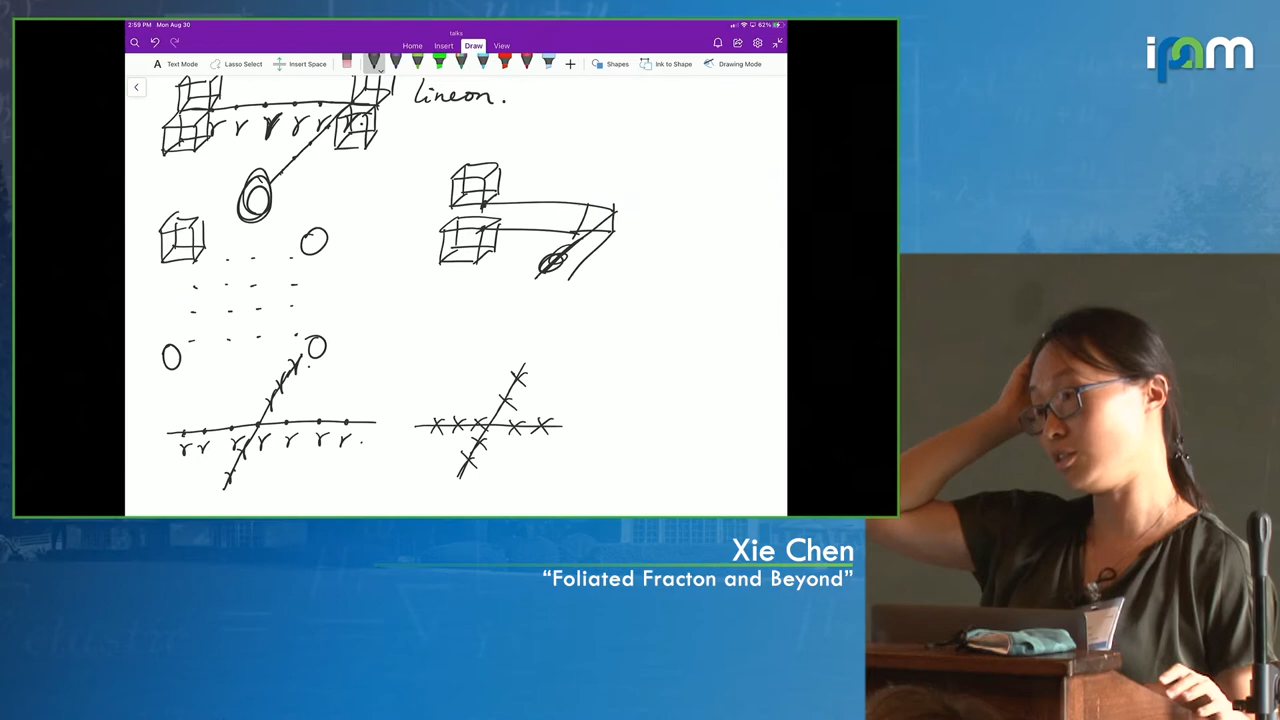 2:59 PM Mon Aug 30
62%
talks
Home Insert Draw View
Text Mode Lasso Select Insert Space Shapes Ink to Shape Drawing Mode
lineon.
r r r r r r
r
r
r
r r r r r r r.
r
x
x
x x x x x
x
x
ipam
Xie Chen
“Foliated Fracton and Beyond”